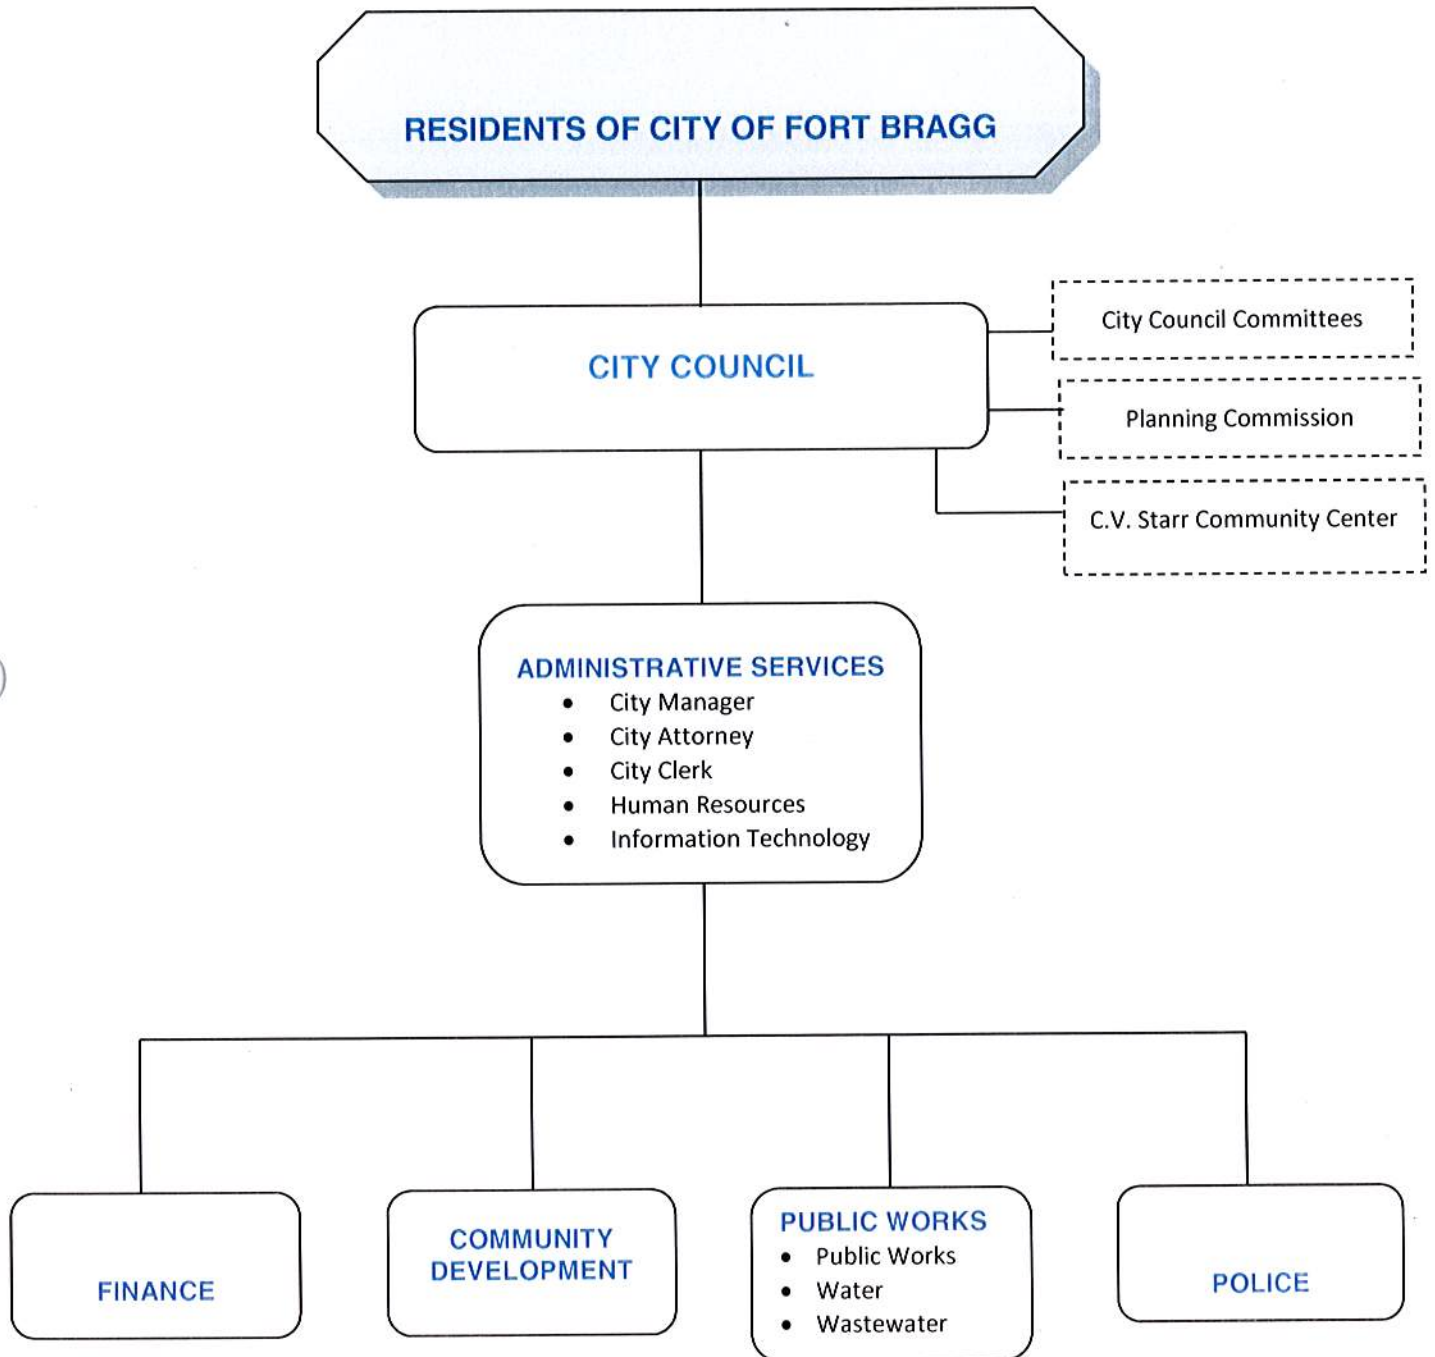 RESIDENTS OF CITY OF FORT BRAGG
CITY COUNCIL
City Council Committees
Planning Commission
C.V. Starr Community Center
ADMINISTRATIVE SERVICES
• City Manager
• City Attorney
• City Clerk
• Human Resources
• Information Technology
FINANCE
COMMUNITY
DEVELOPMENT
PUBLIC WORKS
• Public Works
• Water
• Wastewater
POLICE